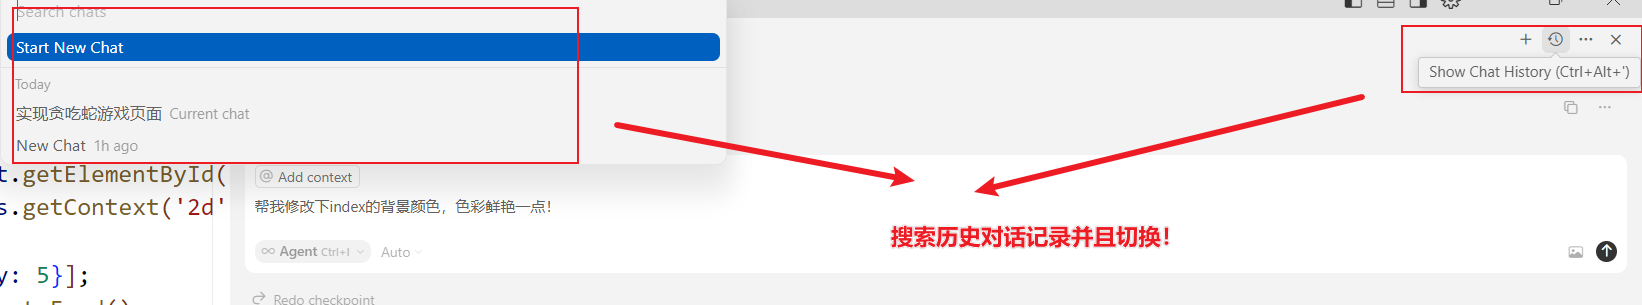 Search chats
Start New Chat
Today
实现贪吃蛇游戏页面 Current chat
New Chat 1h ago
Show Chat History (Ctrl+Alt+')
t.getElementById(
s.getContext('2d'
y: 5}];
@ Add context
帮我修改下index的背景颜色，色彩鲜艳一点！
Agent Ctrl+I
Auto
搜索历史对话记录并且切换！
Redo checkpoint